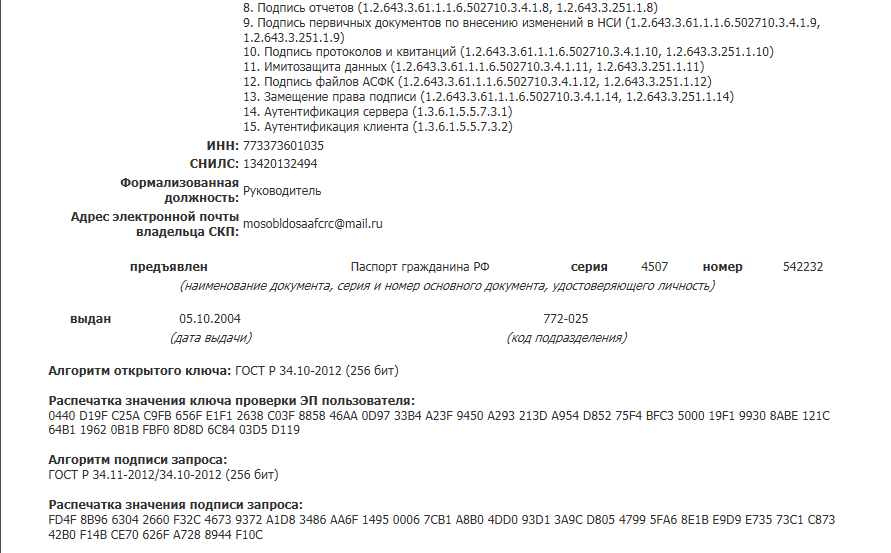 8. Подпись отчетов (1.2.643.3.61.1.1.6.502710.3.4.1.8, 1.2.643.3.251.1.8)
9. Подпись первичных документов по внесению изменений в НСИ (1.2.643.3.61.1.1.6.502710.3.4.1.9,
1.2.643.3.251.1.9)
10. Подпись протоколов и квитанций (1.2.643.3.61.1.1.6.502710.3.4.1.10, 1.2.643.3.251.1.10)
11. Имитозащита данных (1.2.643.3.61.1.1.6.502710.3.4.1.11, 1.2.643.3.251.1.11)
12. Подпись файлов АСФК (1.2.643.3.61.1.1.6.502710.3.4.1.12, 1.2.643.3.251.1.12)
13. Замещение права подписи (1.2.643.3.61.1.1.6.502710.3.4.1.14, 1.2.643.3.251.1.14)
14. Аутентификация сервера (1.3.6.1.5.5.7.3.1)
15. Аутентификация клиента (1.3.6.1.5.5.7.3.2)
ИНН: 773373601035
СНИЛС: 13420132494
Формализованная
должность: Руководитель
Адрес электронной почты
владельца СКП: mosobldosaafcrc@mail.ru
предъявлен Паспорт гражданина РФ серия 4507 номер 542232
(наименование документа, серия и номер основного документа, удостоверяющего личность)
выдан 05.10.2004 772-025
(дата выдачи) (код подразделения)
Алгоритм открытого ключа: ГОСТ Р 34.10-2012 (256 бит)
Распечатка значения ключа проверки ЭП пользователя:
0440 D19F C25A C9FB 656F E1F1 2638 C03F 8858 46AA 0D97 33B4 A23F 9450 A293 213D A954 D852 75F4 BFC3 5000 19F1 9930 8ABE 121C
64B1 1962 0B1B FBF0 8D8D 6C84 03D5 D119
Алгоритм подписи запроса:
ГОСТ Р 34.11-2012/34.10-2012 (256 бит)
Распечатка значения подписи запроса:
FD4F 8B96 6304 2660 F32C 4673 9372 A1D8 3486 AA6F 1495 0006 7CB1 A8B0 4DD0 93D1 3A9C D805 4799 5FA6 8E1B E9D9 E735 73C1 C873
42B0 F14B CE70 626F A728 8944 F10C